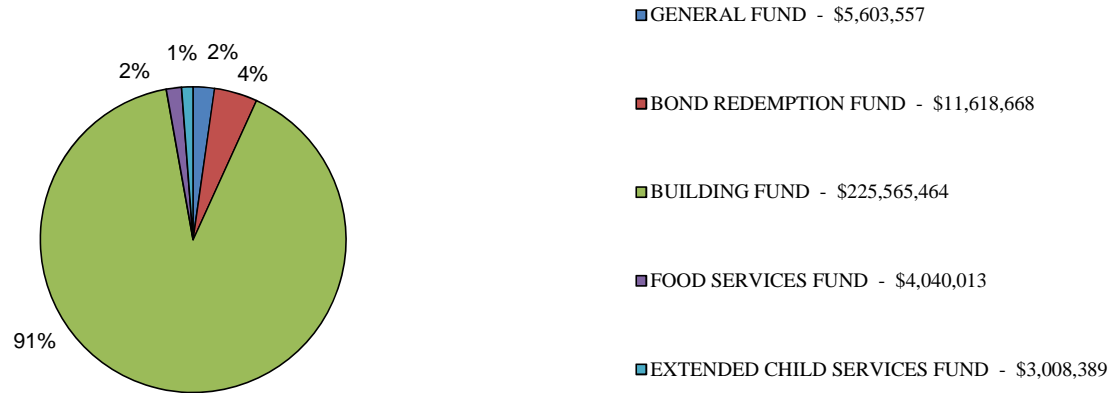 GENERAL FUND - $5,603,557
1% 2%
2% 4%
BOND REDEMPTION FUND - $11,618,668
BUILDING FUND - $225,565,464
FOOD SERVICES FUND - $4,040,013
91%
EXTENDED CHILD SERVICES FUND - $3,008,389